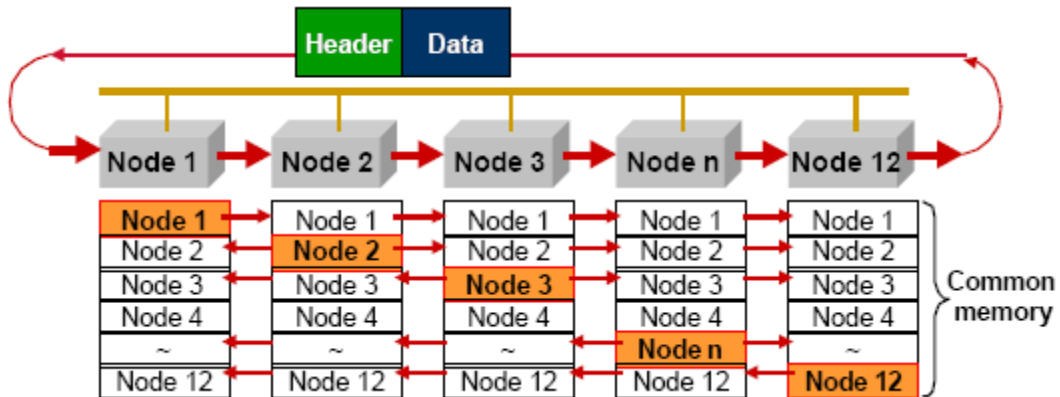 Header Data
Node 1 Node 2 Node 3 Node n Node 12
Node 1 Node 1 Node 1 Node 1 Node 1
Node 2 Node 2 Node 2 Node 2 Node 2
Node 3 Node 3 Node 3 Node 3 Node 3
Node 4 Node 4 Node 4 Node 4 Node 4
~ ~ ~ Node n ~
Node 12 Node 12 Node 12 Node 12 Node 12
Common
memory